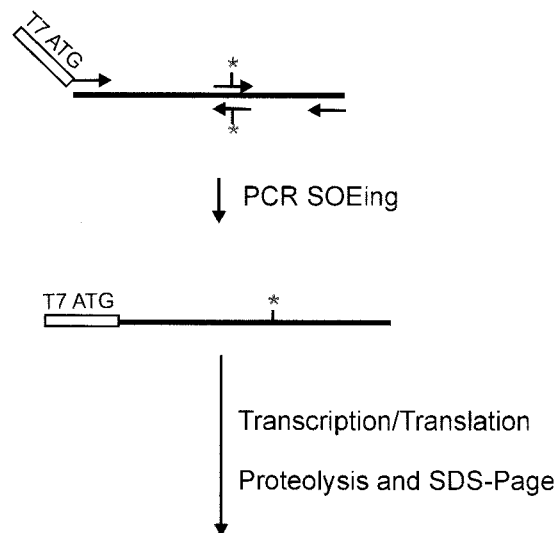 T7 ATG
*
*
PCR SOEing
T7 ATG
*
Transcription/Translation
Proteolysis and SDS-Page